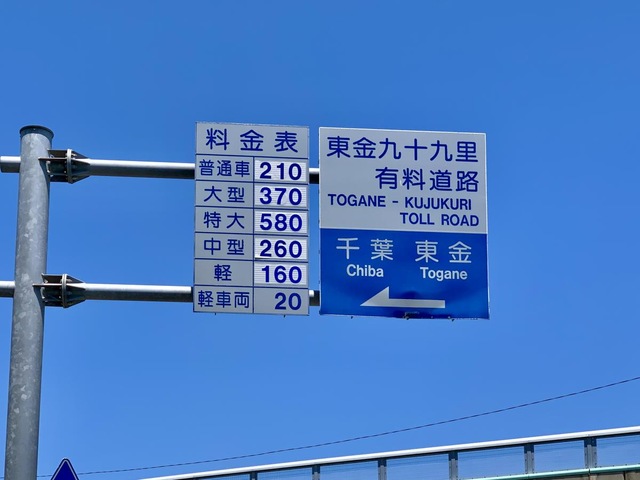 料金表
普通車 210
大型 370
特大 580
中型 260
軽 160
軽車両 20
東金九十九里
有料道路
TOGANE - KUJUKURI
TOLL ROAD
千葉 東金
Chiba Togane